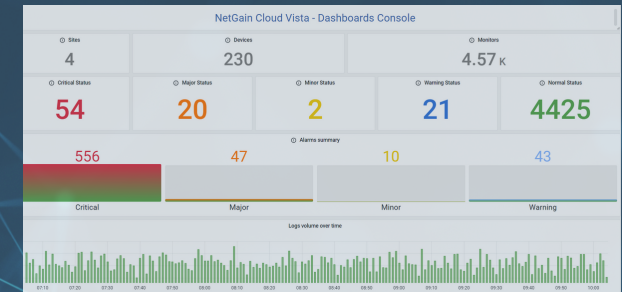 NetGain Cloud Vista - Dashboards Console
Sites
Devices
Monitors
4
230
4.57 K
Critical Status
Major Status
Minor Status
Warning Status
Normal Status
54
20
2
21
4425
Alarms summary
556
47
10
43
Critical
Major
Minor
Warning
Logs volume over time
07:10 07:20 07:30 07:40 07:50 08:00 08:10 08:20 08:30 08:40 08:50 09:00 09:10 09:20 09:30 09:40 09:50 10:00